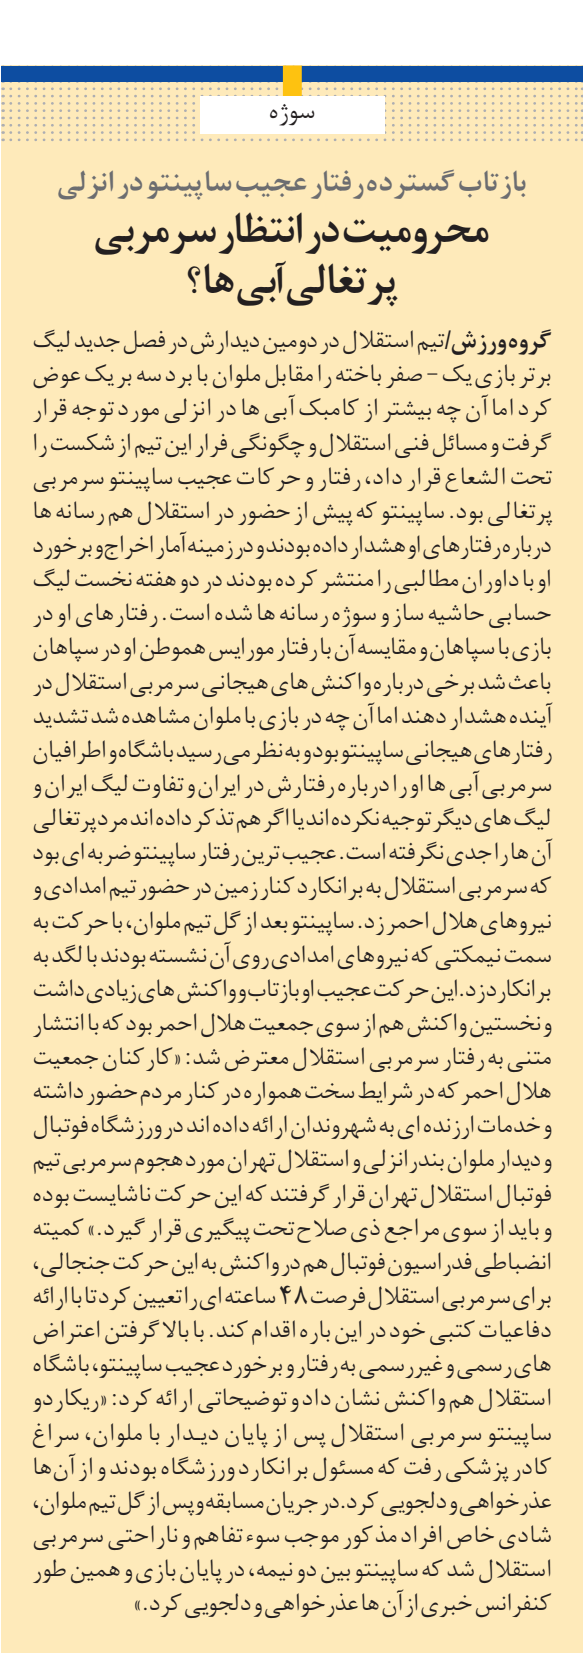 سوژه
بازتاب گسترده رفتار عجیب ساپینتو در انزلی
محرومیت در انتظار سرمربی
پرتغالی آبی‌ها؟
گروه ورزش/تیم استقلال در دومین دیدارش در فصل جدید لیگ
برتر بازی یک - صفر باخته را مقابل ملوان با برد سه بر یک عوض
کرد اما آن چه بیشتر از کامبک آبی ها در انزلی مورد توجه قرار
گرفت و مسائل فنی استقلال و چگونگی فرار این تیم از شکست را
تحت الشعاع قرار داد، رفتار و حرکات عجیب ساپینتو سرمربی
پرتغالی بود. ساپینتو که پیش از حضور در استقلال هم رسانه ها
درباره رفتارهای او هشدار داده بودند و در زمینه آمار اخراج و برخورد
او با داوران مطالبی را منتشر کرده بودند در دو هفته نخست لیگ
حسابی حاشیه ساز و سوژه رسانه ها شده است. رفتارهای او در
بازی با سپاهان و مقایسه آن با رفتار مورایس هموطن او در سپاهان
باعث شد برخی درباره واکنش های هیجانی سرمربی استقلال در
آینده هشدار دهند اما آن چه در بازی با ملوان مشاهده شد تشدید
رفتارهای هیجانی ساپینتو بود و به نظر می رسید باشگاه و اطرافیان
سرمربی آبی ها او را درباره رفتارش در ایران و تفاوت لیگ ایران و
لیگ های دیگر توجیه نکرده اند یا اگر هم تذکر داده اند مرد پرتغالی
آن ها را جدی نگرفته است. عجیب ترین رفتار ساپینتو ضربه ای بود
که سرمربی استقلال به برانکارد کنار زمین در حضور تیم امدادی و
نیروهای هلال احمر زد. ساپینتو بعد از گل تیم ملوان، با حرکت به
سمت نیمکتی که نیروهای امدادی روی آن نشسته بودند با لگد به
برانکارد زد. این حرکت عجیب او بازتاب و واکنش های زیادی داشت
و نخستین واکنش هم از سوی جمعیت هلال احمر بود که با انتشار
متنی به رفتار سرمربی استقلال معترض شد: «کارکنان جمعیت
هلال احمر که در شرایط سخت همواره در کنار مردم حضور داشته
و خدمات ارزنده ای به شهروندان ارائه داده اند در ورزشگاه فوتبال
و دیدار ملوان بندر انزلی و استقلال تهران مورد هجوم سرمربی تیم
فوتبال استقلال تهران قرار گرفتند که این حرکت ناشایست بوده
و باید از سوی مراجع ذی صلاح تحت پیگیری قرار گیرد.» کمیته
انضباطی فدراسیون فوتبال هم در واکنش به این حرکت جنجالی،
برای سرمربی استقلال فرصت ۴۸ ساعته ای را تعیین کرد تا با ارائه
دفاعیات کتبی خود در این باره اقدام کند. با بالا گرفتن اعتراض
های رسمی و غیررسمی به رفتار و برخورد عجیب ساپینتو، باشگاه
استقلال هم واکنش نشان داد و توضیحاتی ارائه کرد: «ریکاردو
ساپینتو سرمربی استقلال پس از پایان دیدار با ملوان، سراغ
کادر پزشکی رفت که مسئول برانکارد ورزشگاه بودند و از آن ها
عذرخواهی و دلجویی کرد. در جریان مسابقه و پس از گل تیم ملوان،
شادی خاص افراد مذکور موجب سوء تفاهم و ناراحتی سرمربی
استقلال شد که ساپینتو بین دو نیمه، در پایان بازی و همین طور
کنفرانس خبری از آن ها عذرخواهی و دلجویی کرد.»